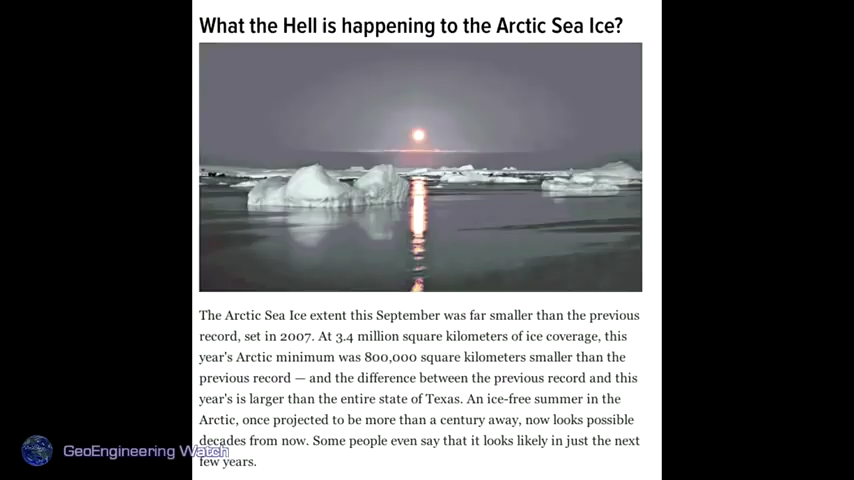 What the Hell is happening to the Arctic Sea Ice?
The Arctic Sea Ice extent this September was far smaller than the previous
record, set in 2007. At 3.4 million square kilometers of ice coverage, this
year's Arctic minimum was 800,000 square kilometers smaller than the
previous record — and the difference between the previous record and this
year's is larger than the entire state of Texas. An ice-free summer in the
Arctic, once projected to be more than a century away, now looks possible
decades from now. Some people even say that it looks likely in just the next
few years.
GeoEngineering Watch